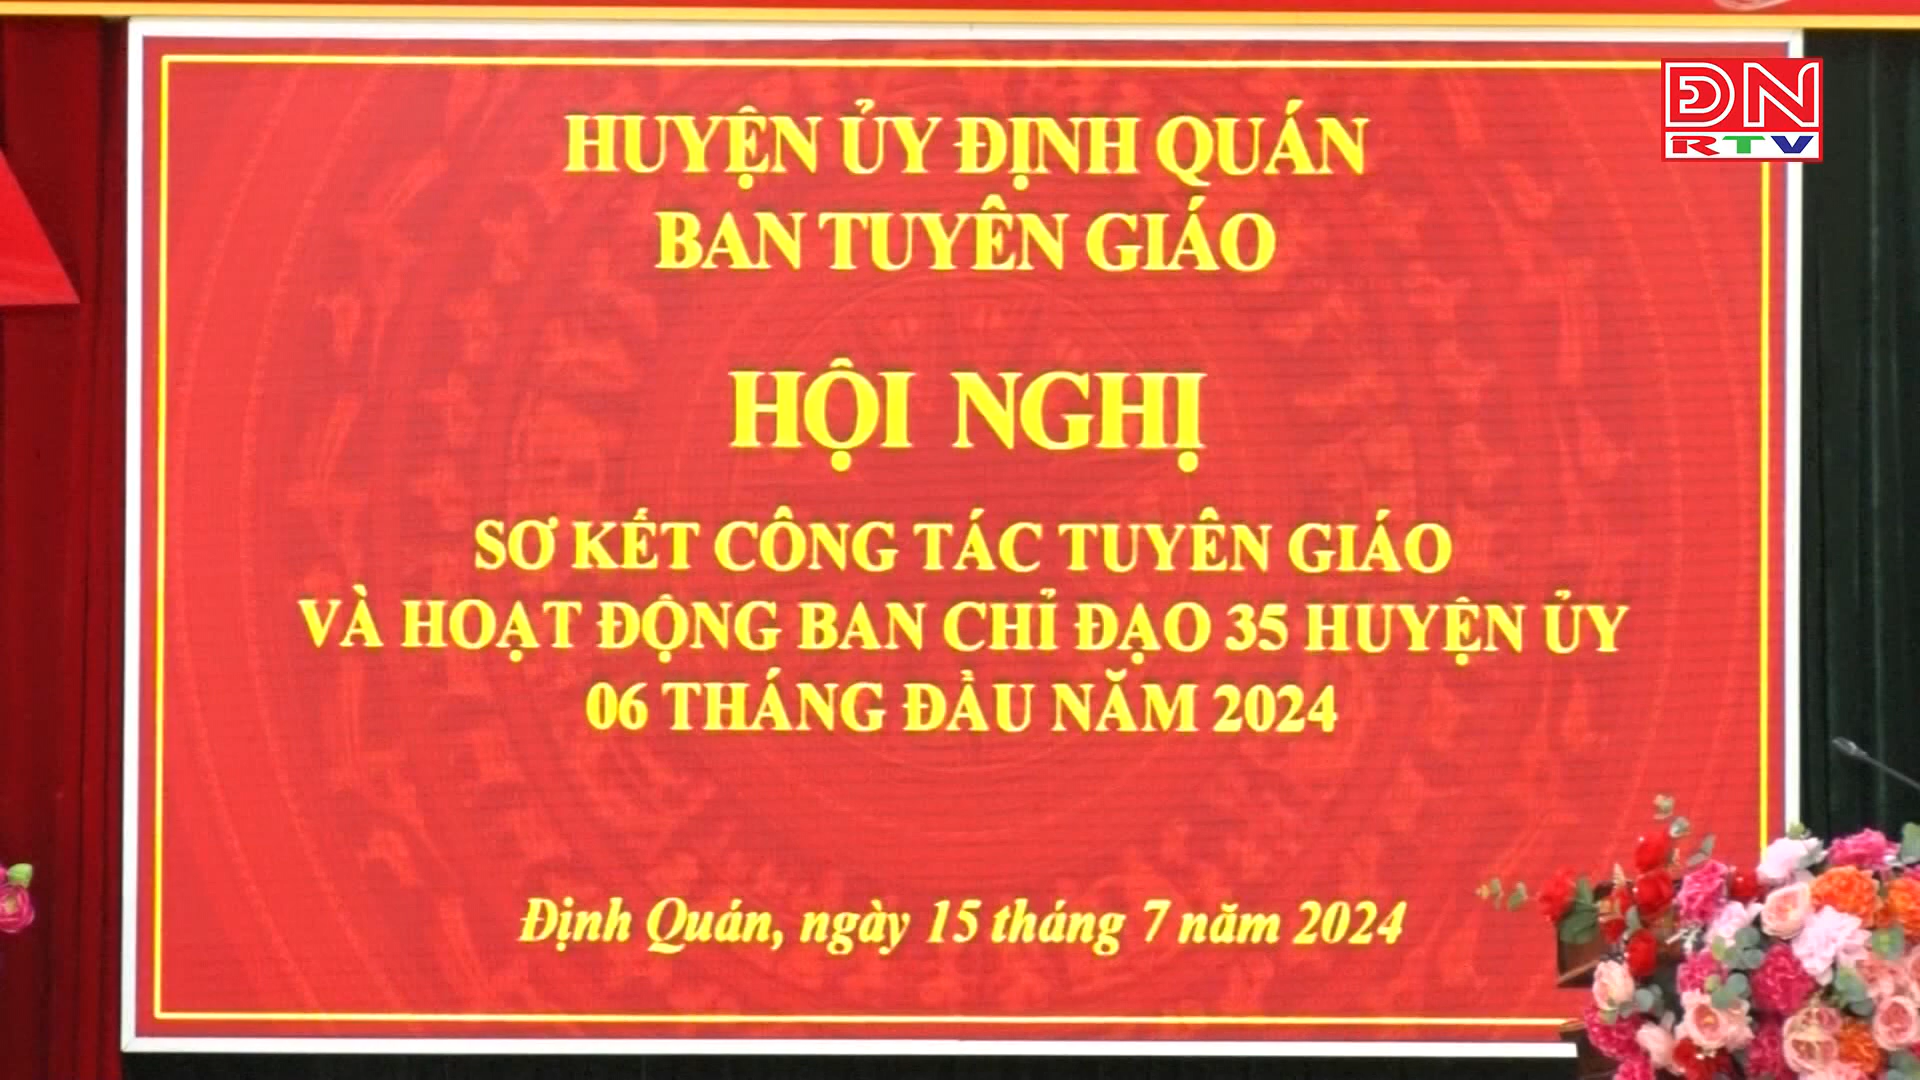 ĐN
RTV
HUYỆN ỦY ĐỊNH QUÁN
BAN TUYÊN GIÁO
HỘI NGHỊ
SƠ KẾT CÔNG TÁC TUYÊN GIÁO
VÀ HOẠT ĐỘNG BAN CHỈ ĐẠO 35 HUYỆN ỦY
06 THÁNG ĐẦU NĂM 2024
Định Quán, ngày 15 tháng 7 năm 2024